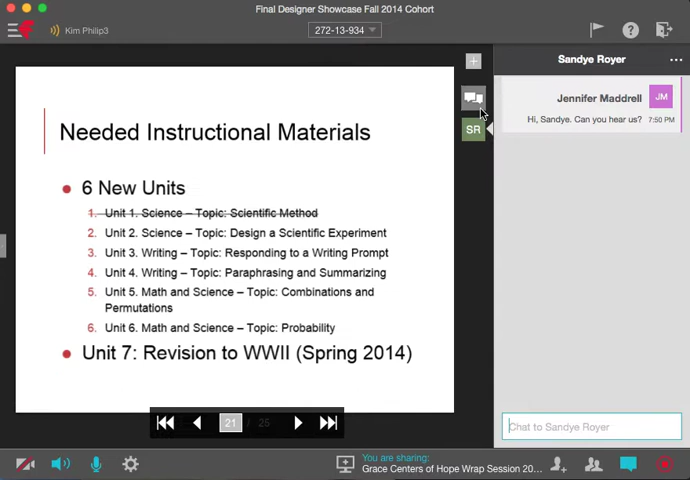 Final Designer Showcase Fall 2014 Cohort
Kim Philip3
272-13-934
?
Needed Instructional Materials
6 New Units
1. Unit 1. Science – Topic: Scientific Method
2. Unit 2. Science – Topic: Design a Scientific Experiment
3. Unit 3. Writing – Topic: Responding to a Writing Prompt
4. Unit 4. Writing – Topic: Paraphrasing and Summarizing
5. Unit 5. Math and Science – Topic: Combinations and
Permutations
6. Unit 6. Math and Science – Topic: Probability
Unit 7: Revision to WWII (Spring 2014)
21 / 25
+
SR
Sandye Royer
Jennifer Maddrell
JM
Hi, Sandye. Can you hear us? 7:50 PM
Chat to Sandye Royer
You are sharing:
Grace Centers of Hope Wrap Session 20...